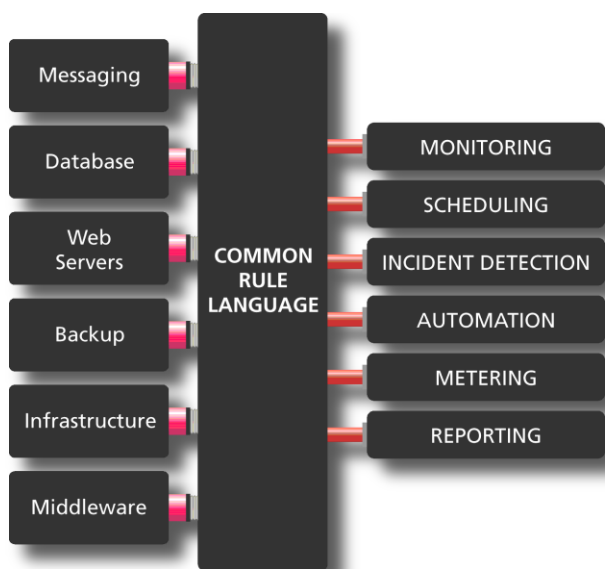 Messaging
Database
Web
Servers
Backup
Infrastructure
Middleware
COMMON
RULE
LANGUAGE
MONITORING
SCHEDULING
INCIDENT DETECTION
AUTOMATION
METERING
REPORTING